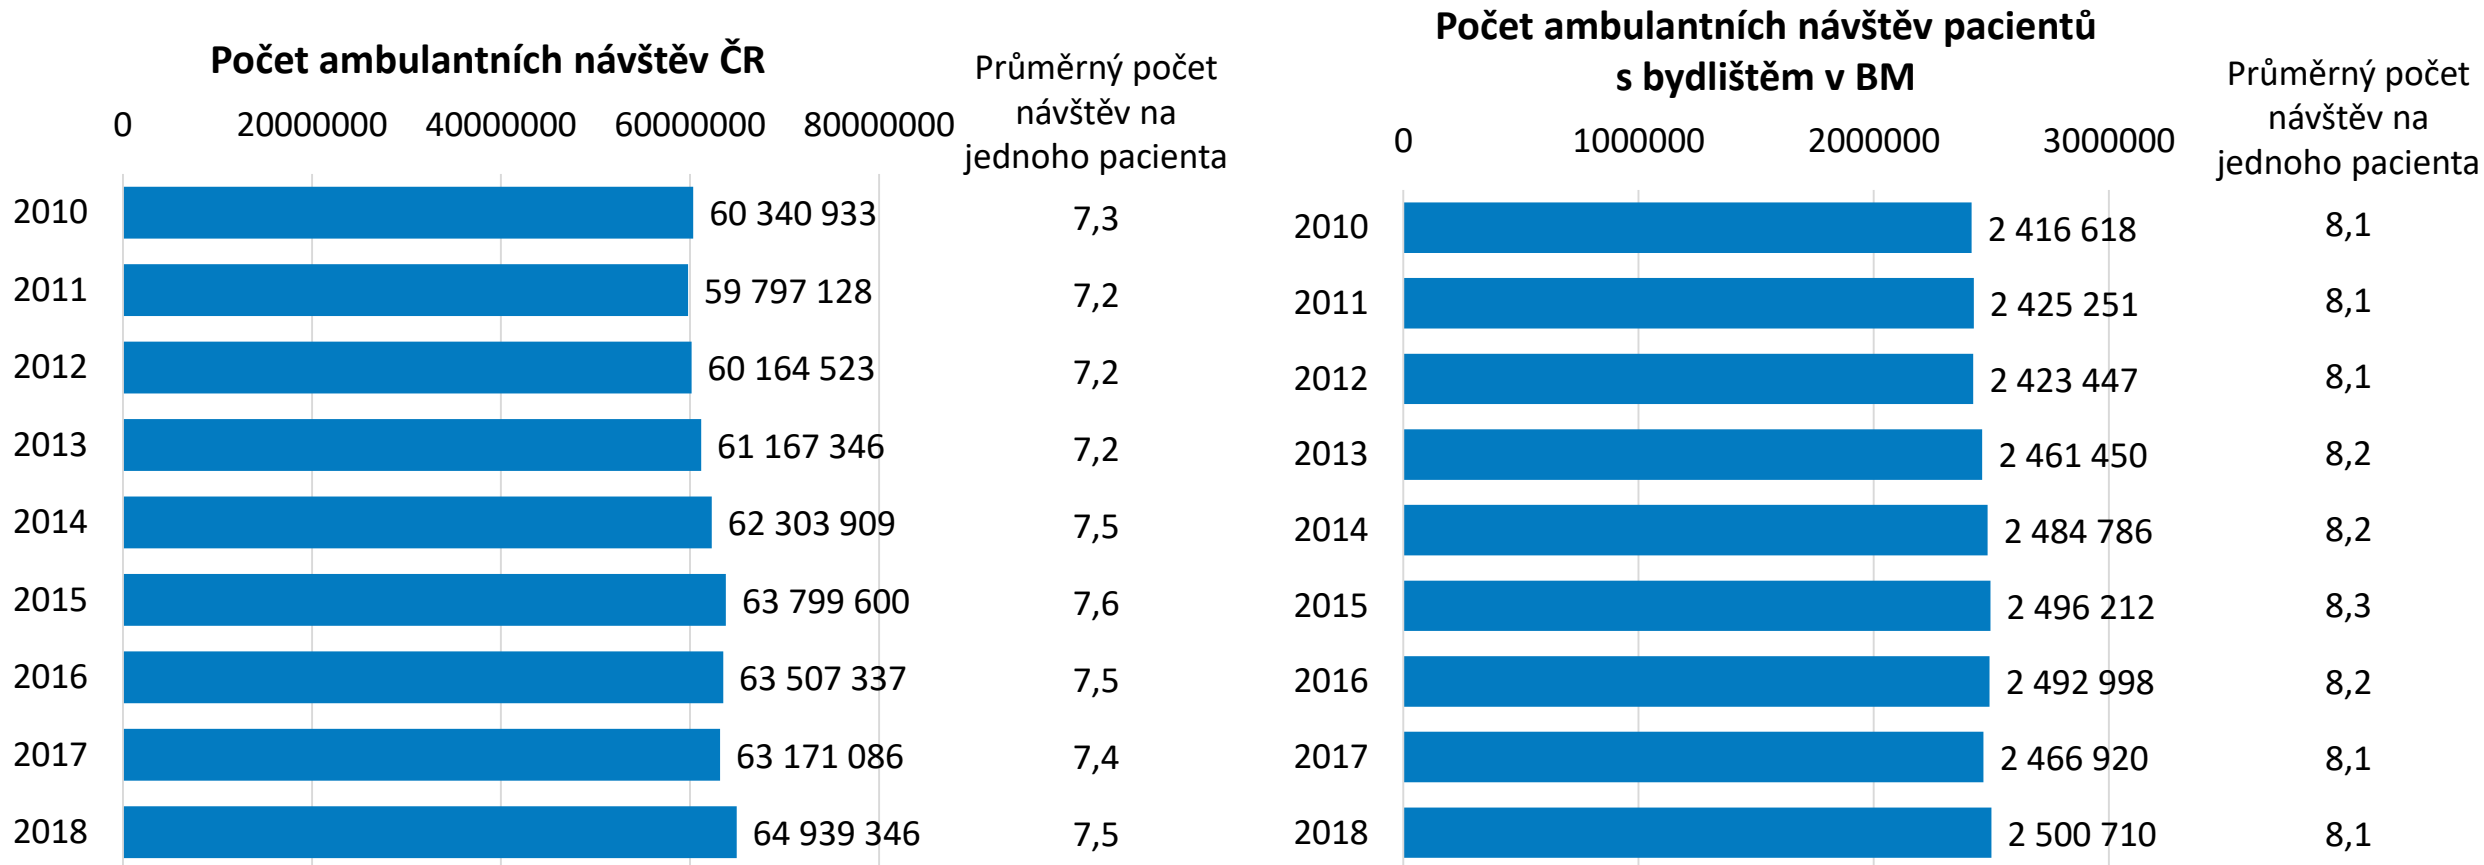 Počet ambulantních návštěv ČR
Průměrný počet
návštěv na
jednoho pacienta
0 20000000 40000000 60000000 80000000
2010 60 340 933 7,3
2011 59 797 128 7,2
2012 60 164 523 7,2
2013 61 167 346 7,2
2014 62 303 909 7,5
2015 63 799 600 7,6
2016 63 507 337 7,5
2017 63 171 086 7,4
2018 64 939 346 7,5
Počet ambulantních návštěv pacientů
s bydlištěm v BM
Průměrný počet
návštěv na
jednoho pacienta
0 1000000 2000000 3000000
2010 2 416 618 8,1
2011 2 425 251 8,1
2012 2 423 447 8,1
2013 2 461 450 8,2
2014 2 484 786 8,2
2015 2 496 212 8,3
2016 2 492 998 8,2
2017 2 466 920 8,1
2018 2 500 710 8,1